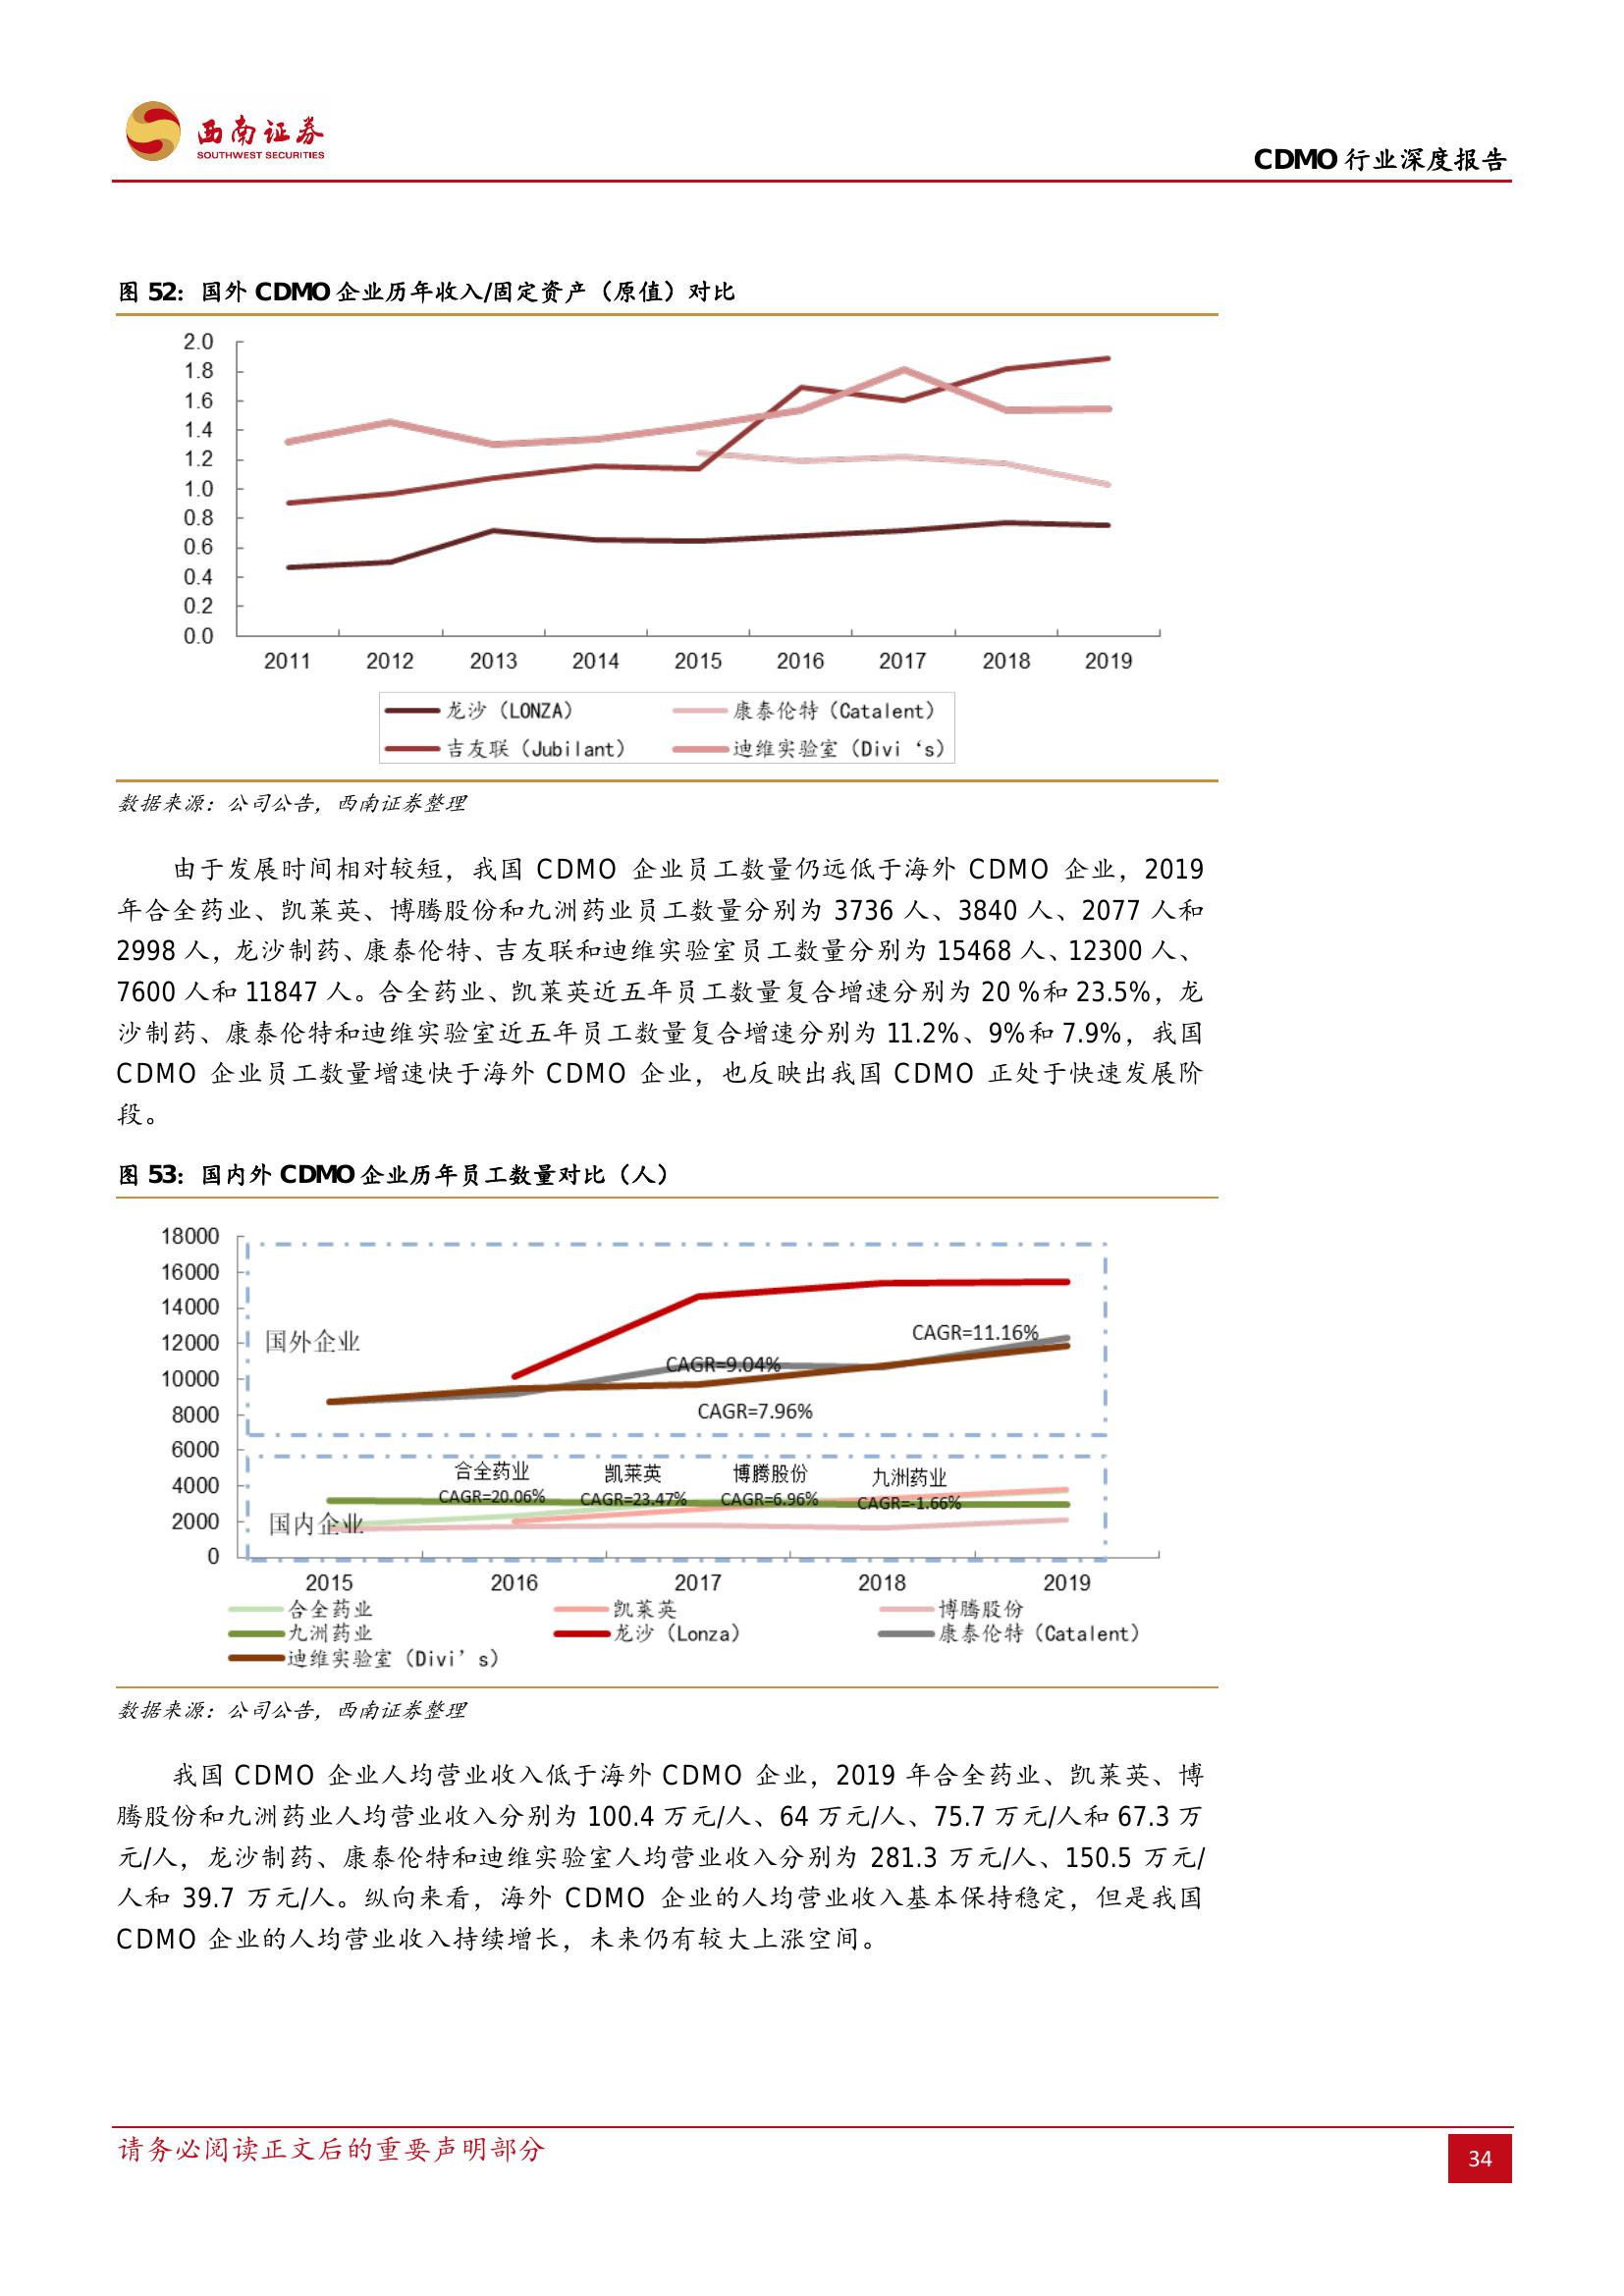 西南证券
SOUTHWEST SECURITIES
CDMO 行业深度报告
图 52：国外 CDMO 企业历年收入/固定资产（原值）对比
2.0
1.8
1.6
1.4
1.2
1.0
0.8
0.6
0.4
0.2
0.0
2011 2012 2013 2014 2015 2016 2017 2018 2019
龙沙（LONZA） 康泰伦特（Catalent）
吉友联（Jubilant） 迪维实验室（Divi‘s）
数据来源：公司公告，西南证券整理
由于发展时间相对较短，我国 CDMO 企业员工数量仍远低于海外 CDMO 企业，2019
年合全药业、凯莱英、博腾股份和九洲药业员工数量分别为 3736 人、3840 人、2077 人和
2998 人，龙沙制药、康泰伦特、吉友联和迪维实验室员工数量分别为 15468 人、12300 人、
7600 人和 11847 人。合全药业、凯莱英近五年员工数量复合增速分别为 20 %和 23.5%，龙
沙制药、康泰伦特和迪维实验室近五年员工数量复合增速分别为 11.2%、9%和 7.9%，我国
CDMO 企业员工数量增速快于海外 CDMO 企业，也反映出我国 CDMO 正处于快速发展阶
段。
图 53：国内外 CDMO 企业历年员工数量对比（人）
18000
16000
14000
12000
10000
8000
6000
4000
2000
0
国外企业
CAGR=11.16%
CAGR=9.04%
CAGR=7.96%
合全药业 凯莱英 博腾股份 九洲药业
CAGR=20.06% CAGR=23.47% CAGR=6.96% CAGR=-1.66%
国内企业
2015 2016 2017 2018 2019
合全药业 凯莱英 博腾股份
九洲药业 龙沙（Lonza） 康泰伦特（Catalent）
迪维实验室（Divi’s）
数据来源：公司公告，西南证券整理
我国 CDMO 企业人均营业收入低于海外 CDMO 企业，2019 年合全药业、凯莱英、博
腾股份和九洲药业人均营业收入分别为 100.4 万元/人、64 万元/人、75.7 万元/人和 67.3 万
元/人，龙沙制药、康泰伦特和迪维实验室人均营业收入分别为 281.3 万元/人、150.5 万元/
人和 39.7 万元/人。纵向来看，海外 CDMO 企业的人均营业收入基本保持稳定，但是我国
CDMO 企业的人均营业收入持续增长，未来仍有较大上涨空间。
请务必阅读正文后的重要声明部分
34